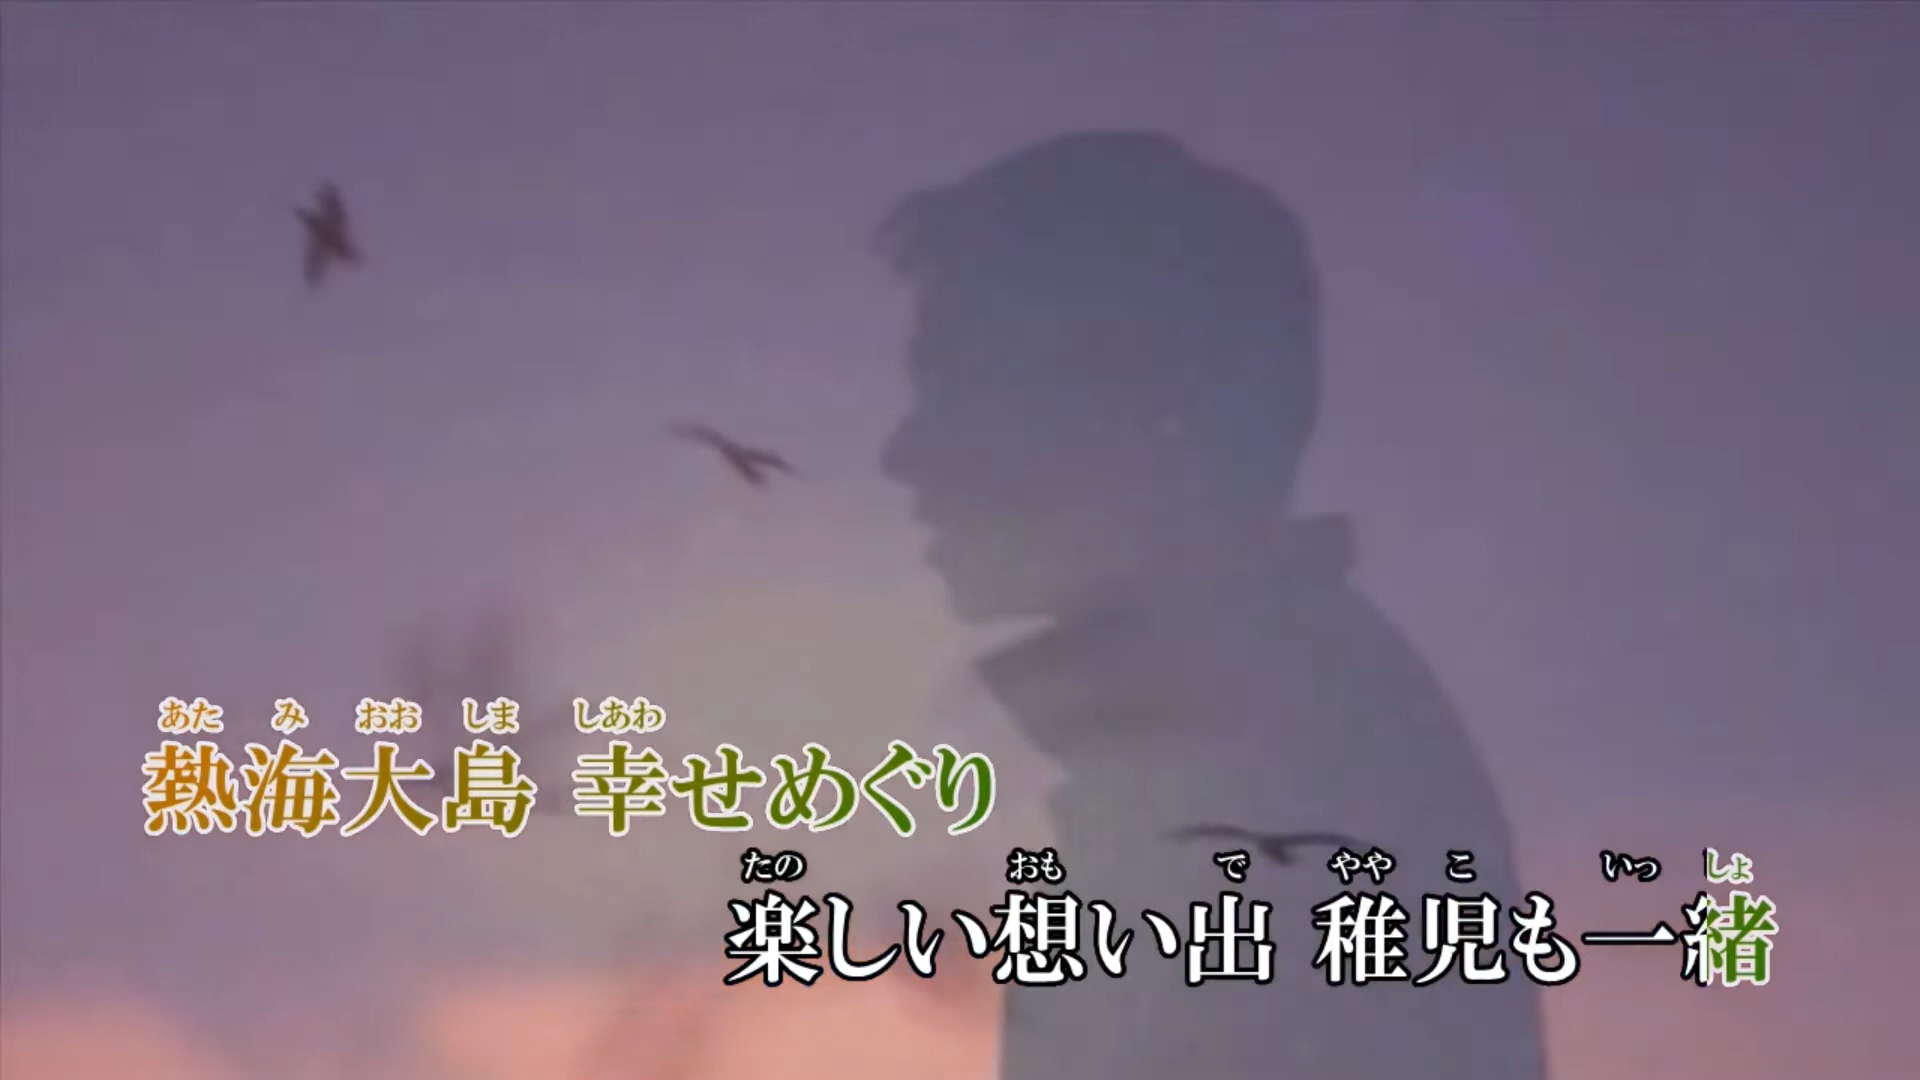 あた み おお しま しあわ
熱海大島 幸せめぐり
たの おも で やや こ いっ しょ
楽しい想い出 稚児も一緒